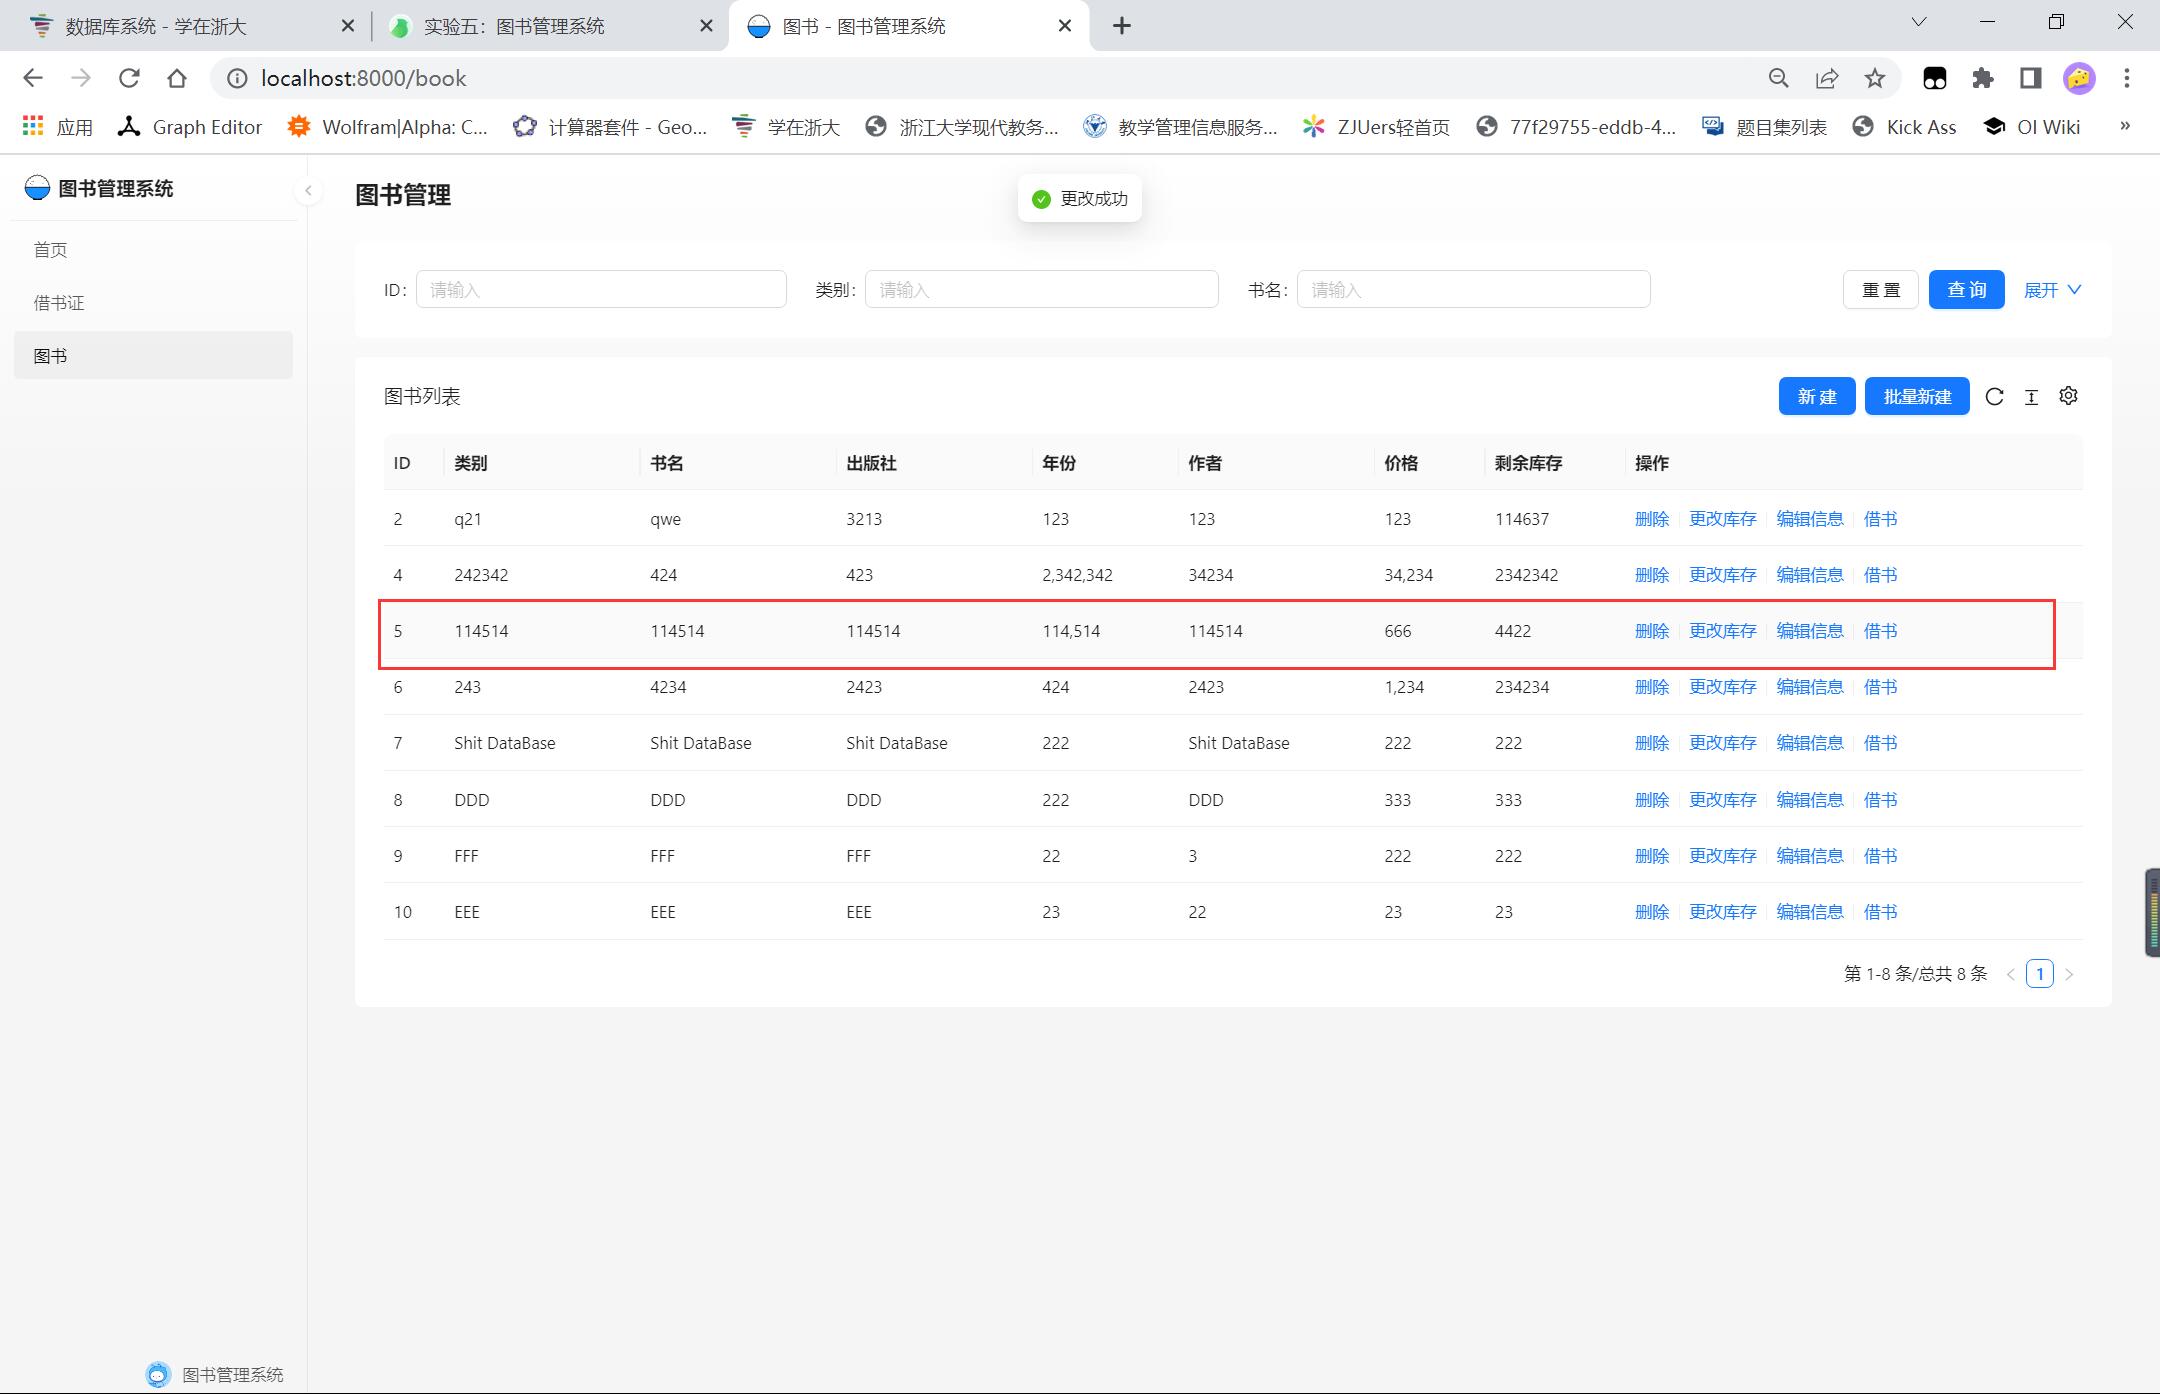 数据库系统 - 学在浙大
实验五：图书管理系统
图书 - 图书管理系统
localhost:8000/book
应用 Graph Editor Wolfram|Alpha: C... 计算器套件 - Geo... 学在浙大 浙江大学现代教务... 教学管理信息服务... ZJUers轻首页 77f29755-eddb-4... 题目集列表 Kick Ass OI Wiki »
图书管理系统
首页
借书证
图书
图书管理
更改成功
ID: 请输入 类别: 请输入 书名: 请输入 重 置 查 询 展开
图书列表 新 建 批量新建
ID 类别 书名 出版社 年份 作者 价格 剩余库存 操作
2 q21 qwe 3213 123 123 123 114637 删除 更改库存 编辑信息 借书
4 242342 424 423 2,342,342 34234 34,234 2342342 删除 更改库存 编辑信息 借书
5 114514 114514 114514 114,514 114514 666 4422 删除 更改库存 编辑信息 借书
6 243 4234 2423 424 2423 1,234 234234 删除 更改库存 编辑信息 借书
7 Shit DataBase Shit DataBase Shit DataBase 222 Shit DataBase 222 222 删除 更改库存 编辑信息 借书
8 DDD DDD DDD 222 DDD 333 333 删除 更改库存 编辑信息 借书
9 FFF FFF FFF 22 3 222 222 删除 更改库存 编辑信息 借书
10 EEE EEE EEE 23 22 23 23 删除 更改库存 编辑信息 借书
第 1-8 条/总共 8 条 1
图书管理系统